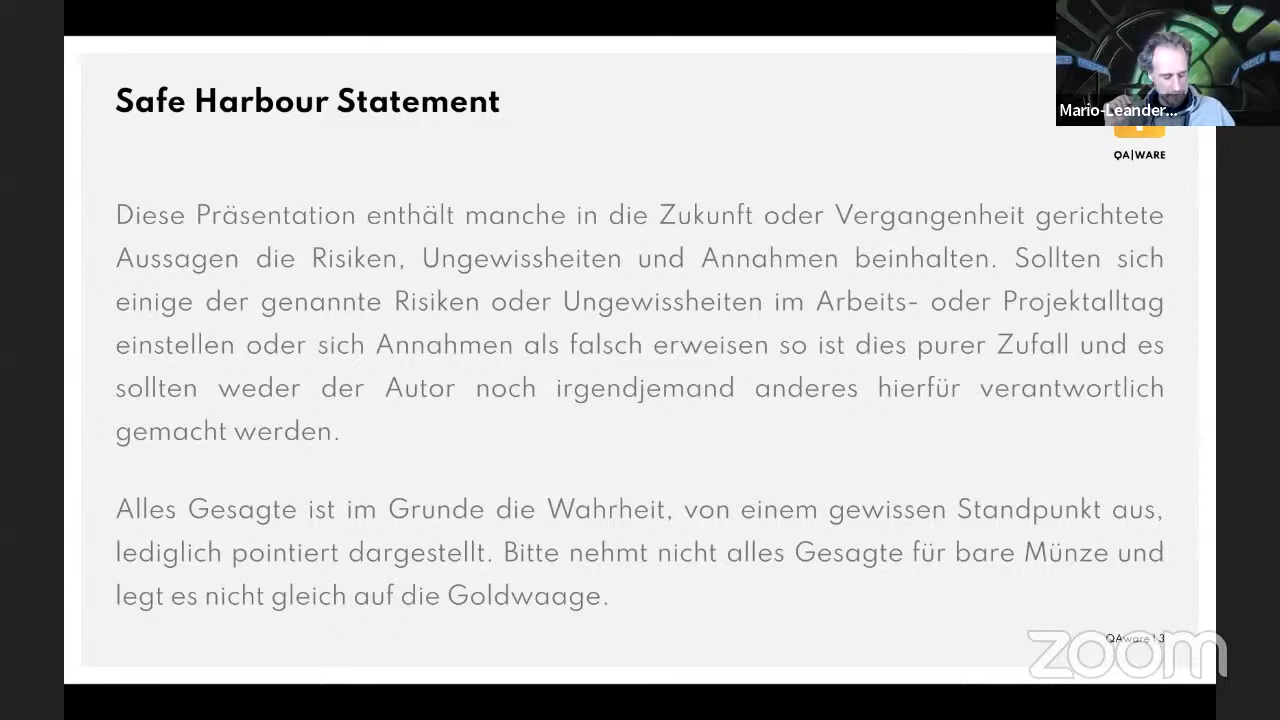 Safe Harbour Statement
Mario-Leander...
QA|WARE
Diese Präsentation enthält manche in die Zukunft oder Vergangenheit gerichtete
Aussagen die Risiken, Ungewissheiten und Annahmen beinhalten. Sollten sich
einige der genannte Risiken oder Ungewissheiten im Arbeits- oder Projektalltag
einstellen oder sich Annahmen als falsch erweisen so ist dies purer Zufall und es
sollten weder der Autor noch irgendjemand anderes hierfür verantwortlich
gemacht werden.
Alles Gesagte ist im Grunde die Wahrheit, von einem gewissen Standpunkt aus,
lediglich pointiert dargestellt. Bitte nehmt nicht alles Gesagte für bare Münze und
legt es nicht gleich auf die Goldwaage.
QAware | 3
zoom